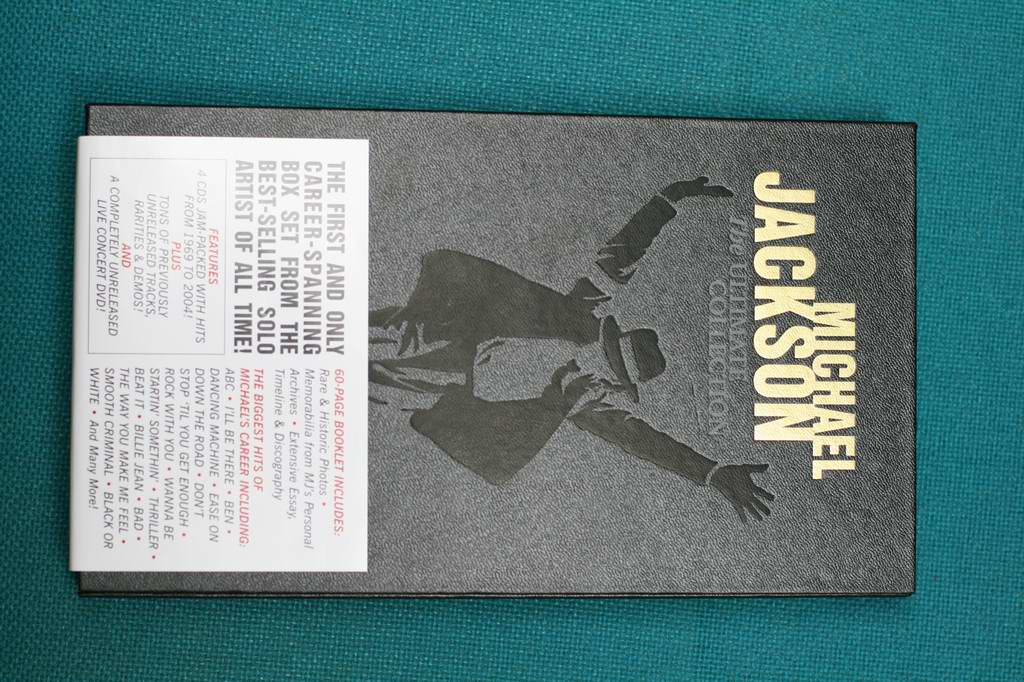 MICHAEL
JACKSON
The ULTIMATE
COLLECTION
THE FIRST AND ONLY
CAREER-SPANNING
BOX SET FROM THE
BEST-SELLING SOLO
ARTIST OF ALL TIME!
FEATURES
4 CDS JAM-PACKED WITH HITS
FROM 1969 TO 2004!
PLUS
TONS OF PREVIOUSLY
UNRELEASED TRACKS,
RARITIES & DEMOS!
AND
A COMPLETELY UNRELEASED
LIVE CONCERT DVD!
60-PAGE BOOKLET INCLUDES:
Rare & Historic Photos •
Memorabilia from MJ's Personal
Archives • Extensive Essay,
Timeline & Discography
THE BIGGEST HITS OF
MICHAEL'S CAREER INCLUDING:
ABC • I'LL BE THERE • BEN •
DANCING MACHINE • EASE ON
DOWN THE ROAD • DON'T
STOP 'TIL YOU GET ENOUGH •
ROCK WITH YOU • WANNA BE
STARTIN' SOMETHIN' • THRILLER •
BEAT IT • BILLIE JEAN • BAD •
THE WAY YOU MAKE ME FEEL •
SMOOTH CRIMINAL • BLACK OR
WHITE • And Many More!